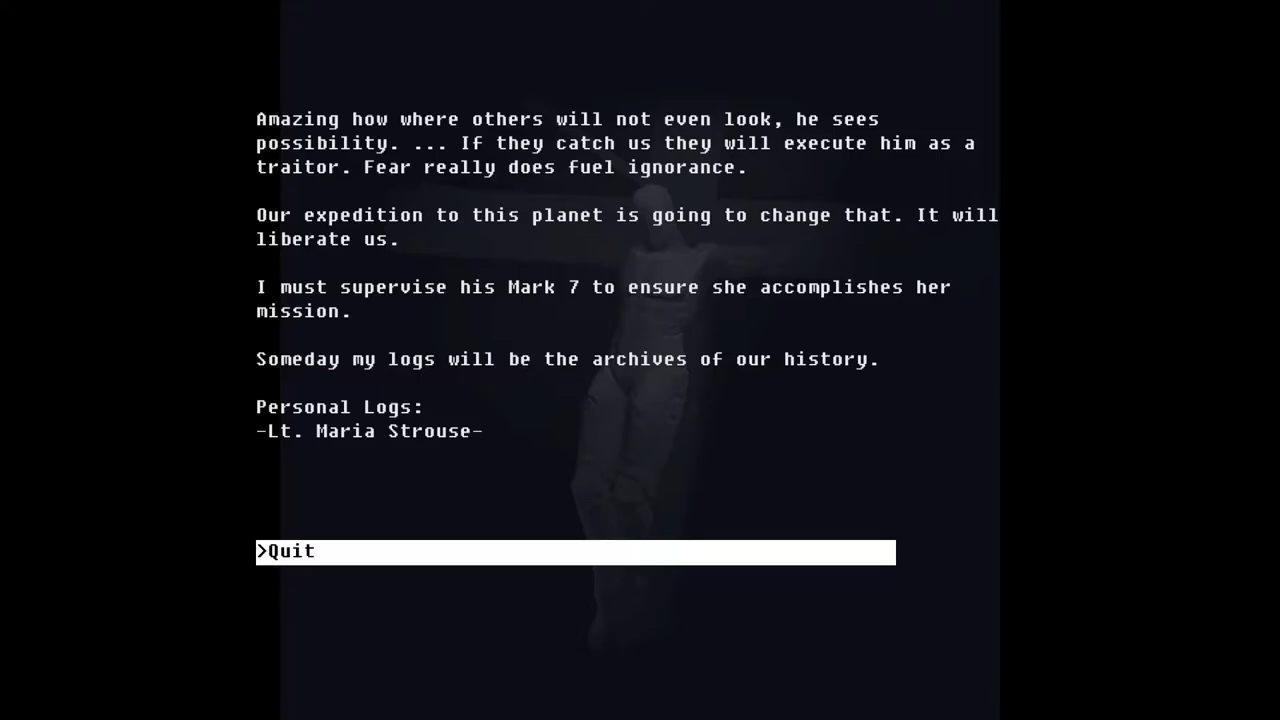 Amazing how where others will not even look, he sees
possibility. ... If they catch us they will execute him as a
traitor. Fear really does fuel ignorance.
Our expedition to this planet is going to change that. It will
liberate us.
I must supervise his Mark 7 to ensure she accomplishes her
mission.
Someday my logs will be the archives of our history.
Personal Logs:
-Lt. Maria Strouse-
>Quit